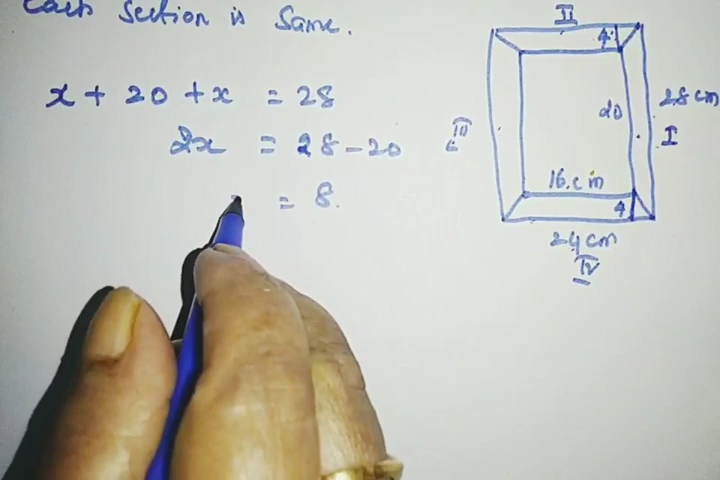 Each section is Same.
x + 20 + x = 28
2x = 28 - 20
= 8.
II
4
28 cm
20
I
III
16 cm
4
24 cm
IV